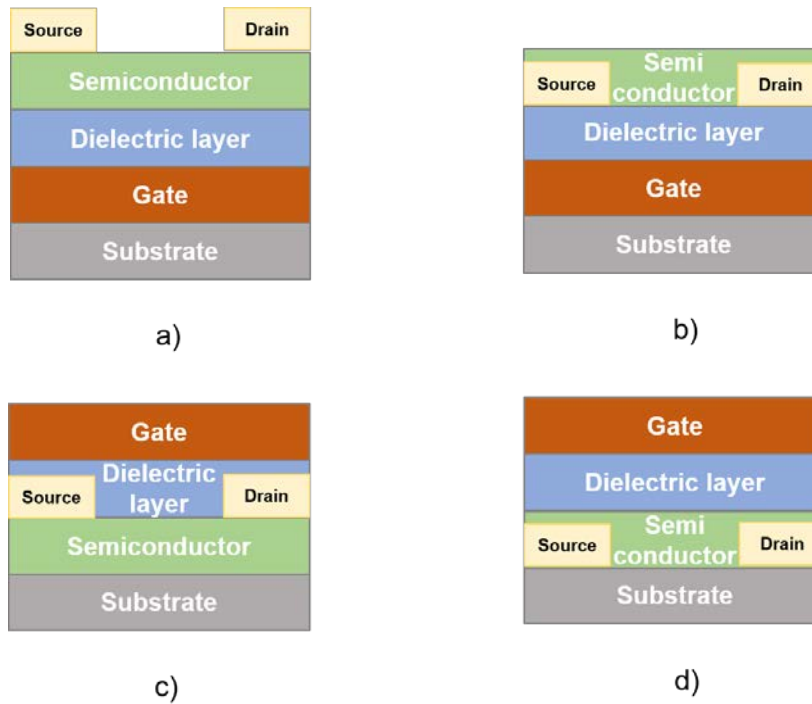 Source Drain
Semiconductor
Dielectric layer
Gate
Substrate
a)
Semi
Source conductor Drain
Dielectric layer
Gate
Substrate
b)
Gate
Dielectric
Source layer Drain
Semiconductor
Substrate
c)
Gate
Dielectric layer
Semi
Source conductor Drain
Substrate
d)